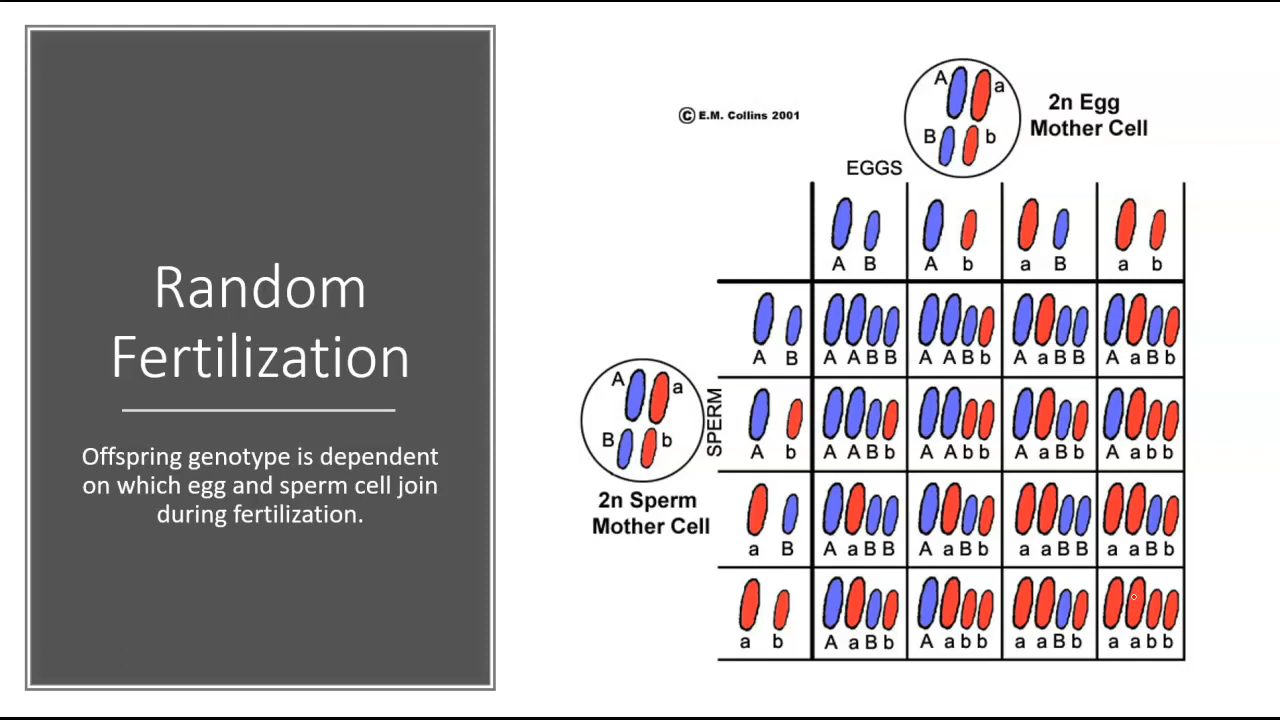 Random
Fertilization
Offspring genotype is dependent
on which egg and sperm cell join
during fertilization.
© E.M. Collins 2001
A a
B b
2n Egg
Mother Cell
EGGS
A B A b a B a b
SPERM
A a
B b
2n Sperm
Mother Cell
A B A A B B A A B b A a B B A a B b
A b A A B b A A b b A a B b A a b b
a B A a B B A a B b a a B B a a B b
a b A a B b A a b b a a B b a a b b